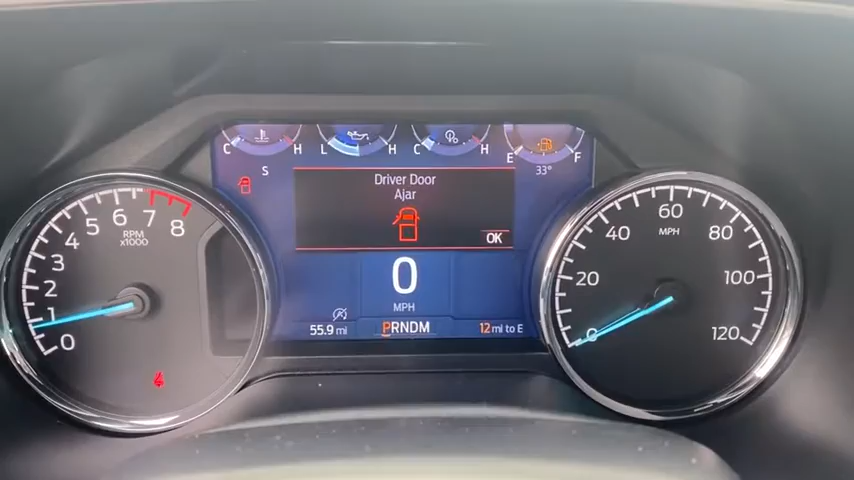 C H L H C H E F
S
33°
Driver Door
Ajar
OK
0
MPH
55.9 mi
PRNDM
12 mi to E
0 1 2 3 4 5 6 7 8
RPM
x1000
0 20 40 60 80 100 120
MPH